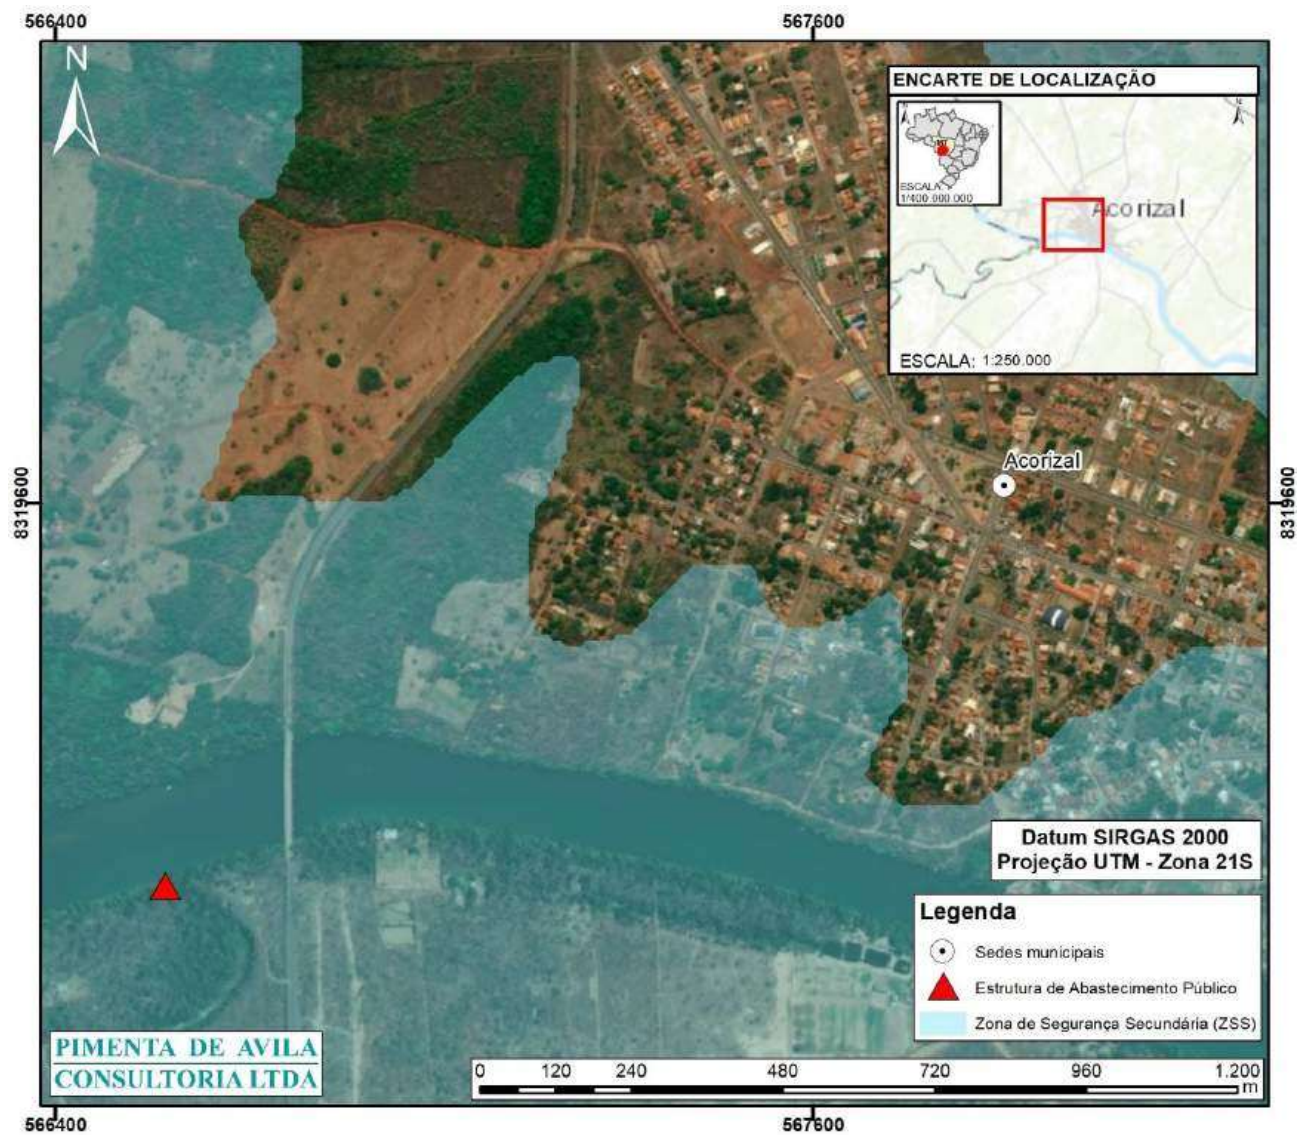 566400
567600
N
ENCARTE DE LOCALIZAÇÃO
N
N
MT
ESCALA:
1/400.000.000
Acorizal
ESCALA: 1:250.000
8319600
8319600
Acorizal
Datum SIRGAS 2000
Projeção UTM - Zona 21S
Legenda
Sedes municipais
Estrutura de Abastecimento Público
Zona de Segurança Secundária (ZSS)
PIMENTA DE AVILA
CONSULTORIA LTDA
0 120 240 480 720 960 1.200
m
566400
567600